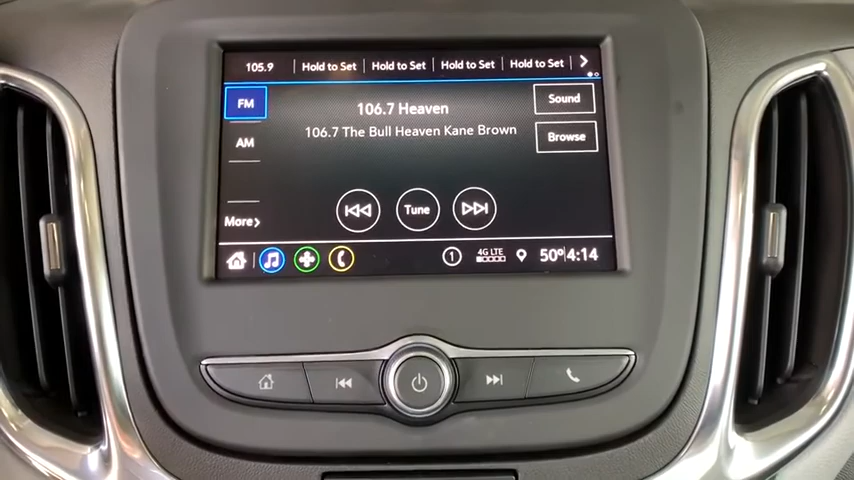 105.9 Hold to Set Hold to Set Hold to Set Hold to Set
FM
106.7 Heaven
Sound
106.7 The Bull Heaven Kane Brown
Browse
AM
More
Tune
1 4G LTE 50° 4:14